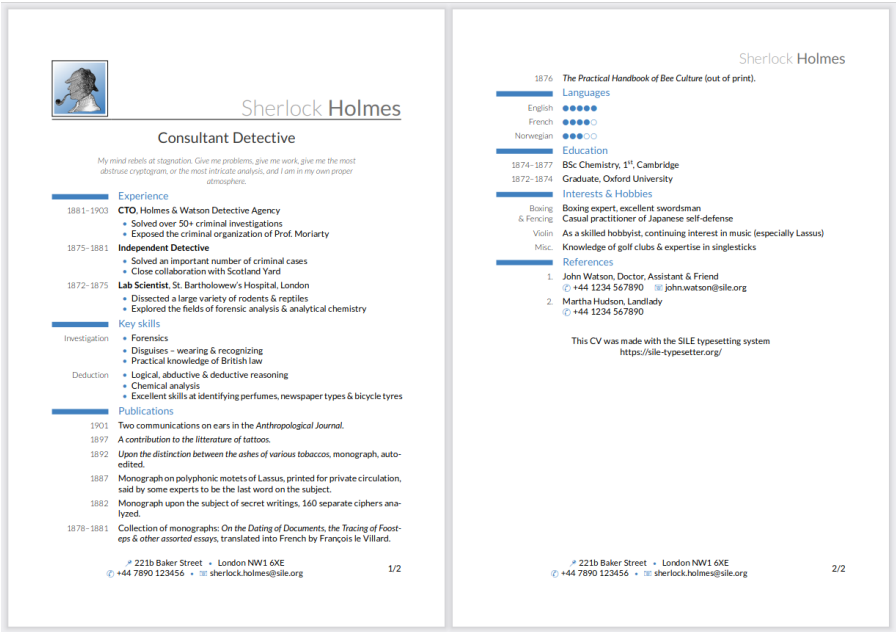 Sherlock Holmes
Consultant Detective
My mind rebels at stagnation. Give me problems, give me work, give me the most
abstruse cryptogram, or the most intricate analysis, and I am in my own proper
atmosphere.
Experience
1881–1903 CTO, Holmes & Watson Detective Agency
• Solved over 50+ criminal investigations
• Exposed the criminal organization of Prof. Moriarty
1875–1881 Independent Detective
• Solved an important number of criminal cases
• Close collaboration with Scotland Yard
1872–1875 Lab Scientist, St. Bartholowew's Hospital, London
• Dissected a large variety of rodents & reptiles
• Explored the fields of forensic analysis & analytical chemistry
Key skills
Investigation • Forensics
• Disguises – wearing & recognizing
• Practical knowledge of British law
Deduction • Logical, abductive & deductive reasoning
• Chemical analysis
• Excellent skills at identifying perfumes, newspaper types & bicycle tyres
Publications
1901 Two communications on ears in the Anthropological Journal.
1897 A contribution to the litterature of tattoos.
1892 Upon the distinction between the ashes of various tobaccos, monograph, auto-
edited.
1887 Monograph on polyphonic motets of Lassus, printed for private circulation,
said by some experts to be the last word on the subject.
1882 Monograph upon the subject of secret writings, 160 separate ciphers ana-
lyzed.
1878–1881 Collection of monographs: On the Dating of Documents, the Tracing of Foost-
eps & other assorted essays, translated into French by François le Villard.
221b Baker Street • London NW1 6XE
+44 7890 123456 • sherlock.holmes@sile.org
1/2
Sherlock Holmes
1876 The Practical Handbook of Bee Culture (out of print).
Languages
English
French
Norwegian
Education
1874–1877 BSc Chemistry, 1st, Cambridge
1872–1874 Graduate, Oxford University
Interests & Hobbies
Boxing Boxing expert, excellent swordsman
& Fencing Casual practitioner of Japanese self-defense
Violin As a skilled hobbyist, continuing interest in music (especially Lassus)
Misc. Knowledge of golf clubs & expertise in singlesticks
References
1. John Watson, Doctor, Assistant & Friend
+44 1234 567890 john.watson@sile.org
2. Martha Hudson, Landlady
+44 1234 567890
This CV was made with the SILE typesetting system
https://sile-typesetter.org/
221b Baker Street • London NW1 6XE
+44 7890 123456 • sherlock.holmes@sile.org
2/2